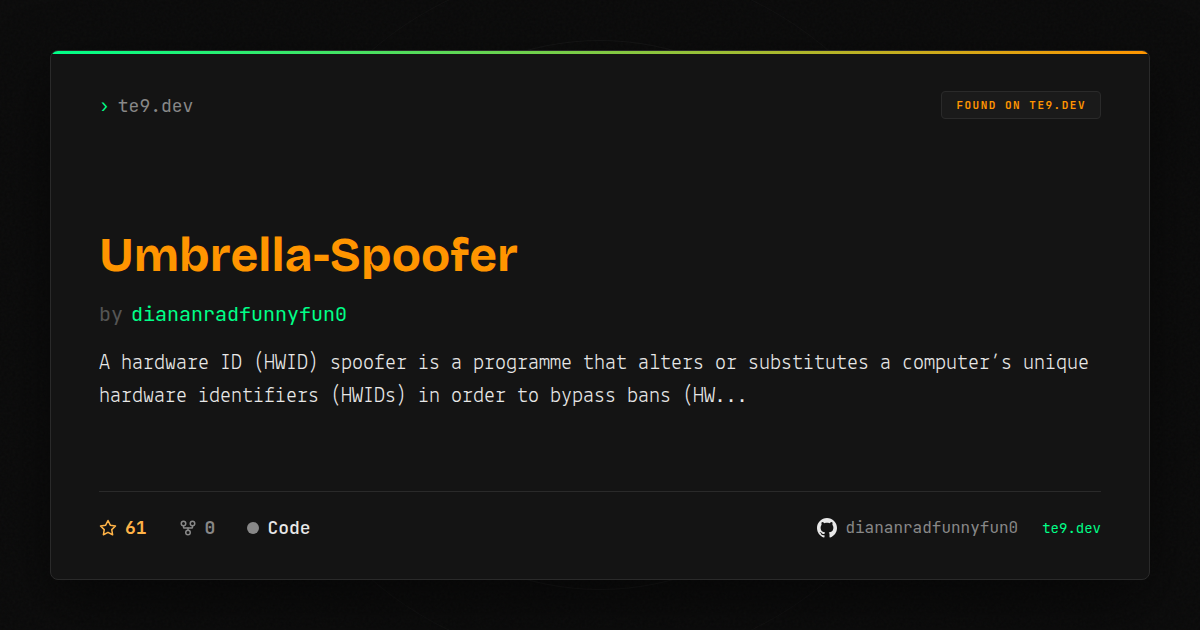 › te9.dev
FOUND ON TE9.DEV
Umbrella-Spoofer
by diananradfunnyfun0
A hardware ID (HWID) spoofer is a programme that alters or substitutes a computer’s unique
hardware identifiers (HWIDs) in order to bypass bans (HW...
61 0 Code
diananradfunnyfun0 te9.dev